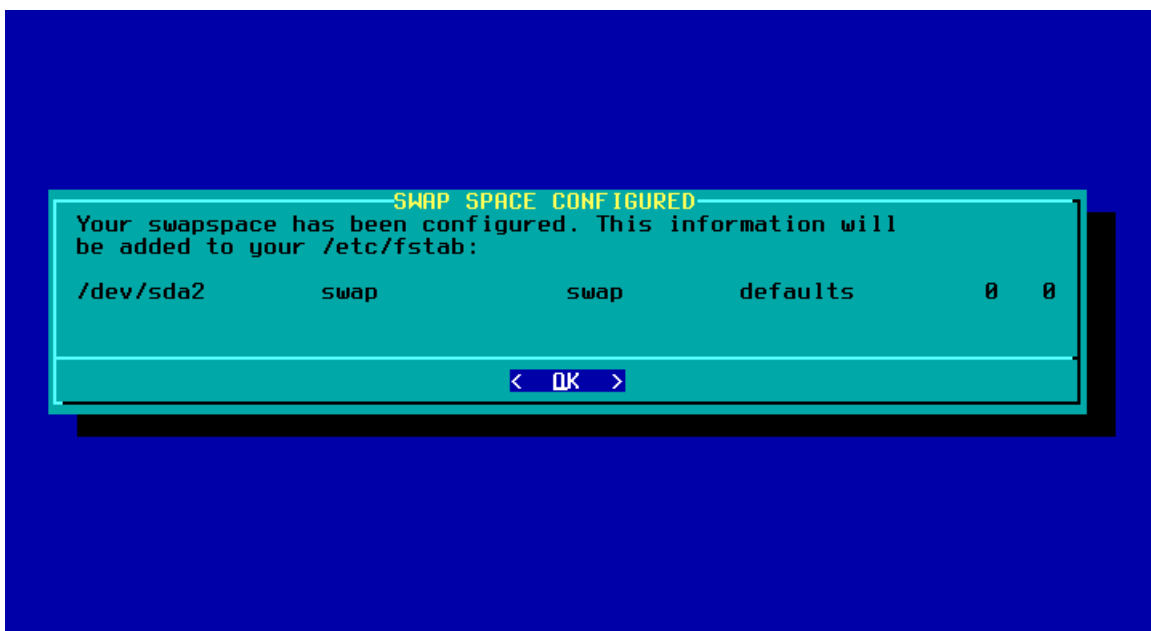 SWAP SPACE CONFIGURED
Your swapspace has been configured. This information will
be added to your /etc/fstab:
/dev/sda2 swap swap defaults 0 0
< OK >